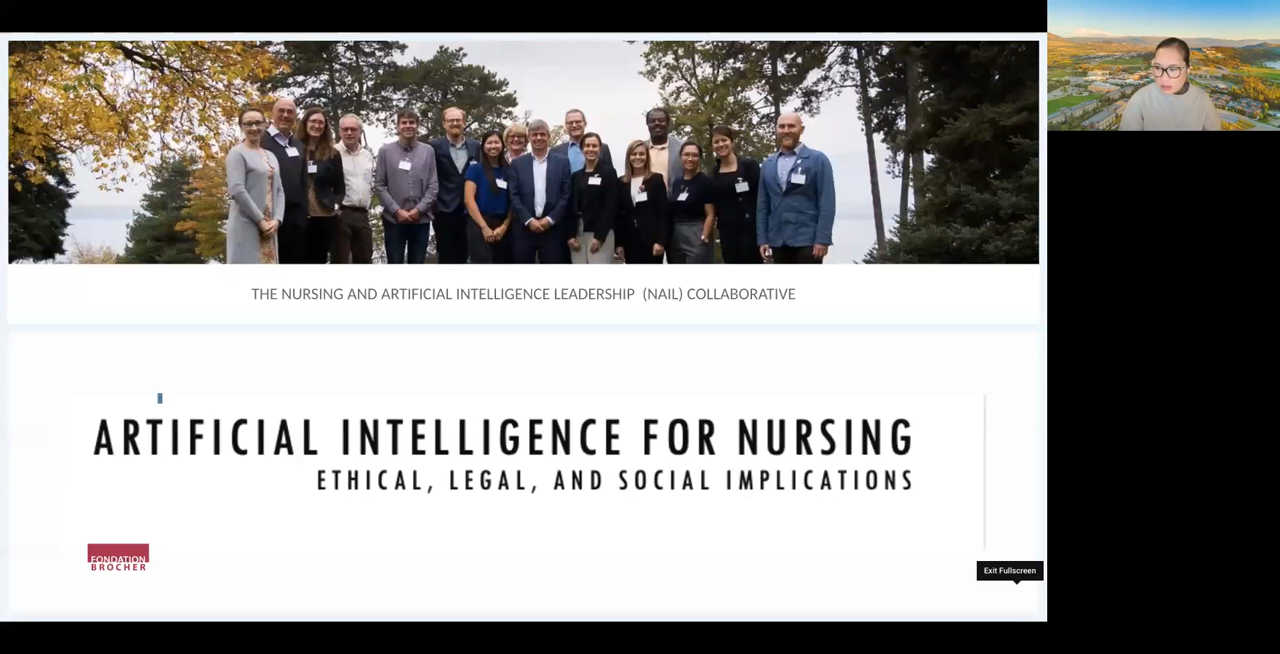 THE NURSING AND ARTIFICIAL INTELLIGENCE LEADERSHIP  (NAIL) COLLABORATIVE
ARTIFICIAL INTELLIGENCE FOR NURSING
ETHICAL, LEGAL, AND SOCIAL IMPLICATIONS
FONDATION
BROCHER
Exit Fullscreen